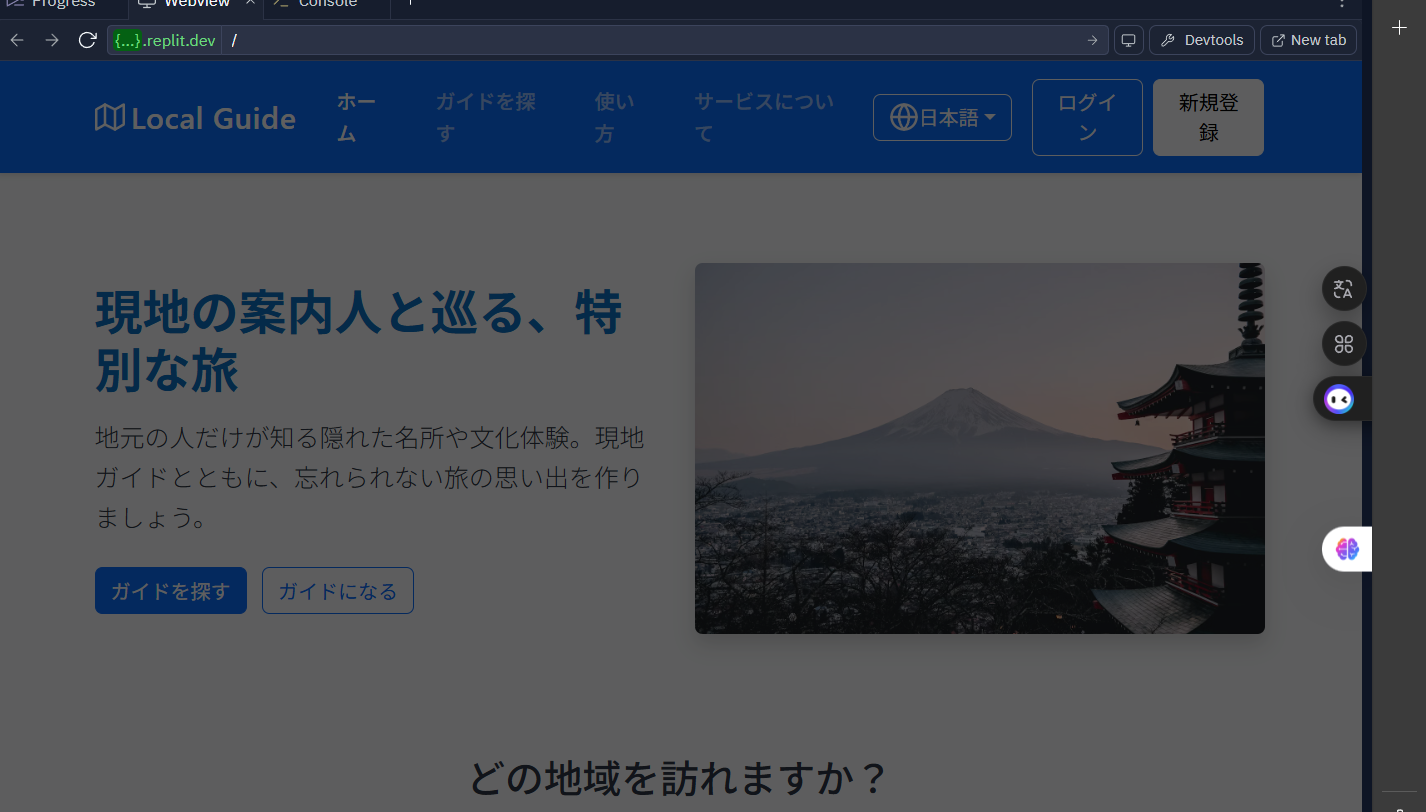 Progress
Webview
Console
{...}.replit.dev
/
Devtools
New tab
Local Guide
ホー
ム
ガイドを探
す
使い
方
サービスについ
て
日本語
ログイ
ン
新規登
録
現地の案内人と巡る、特
別な旅
地元の人だけが知る隠れた名所や文化体験。現地
ガイドとともに、忘れられない旅の思い出を作り
ましょう。
ガイドを探す
ガイドになる
どの地域を訪れますか？